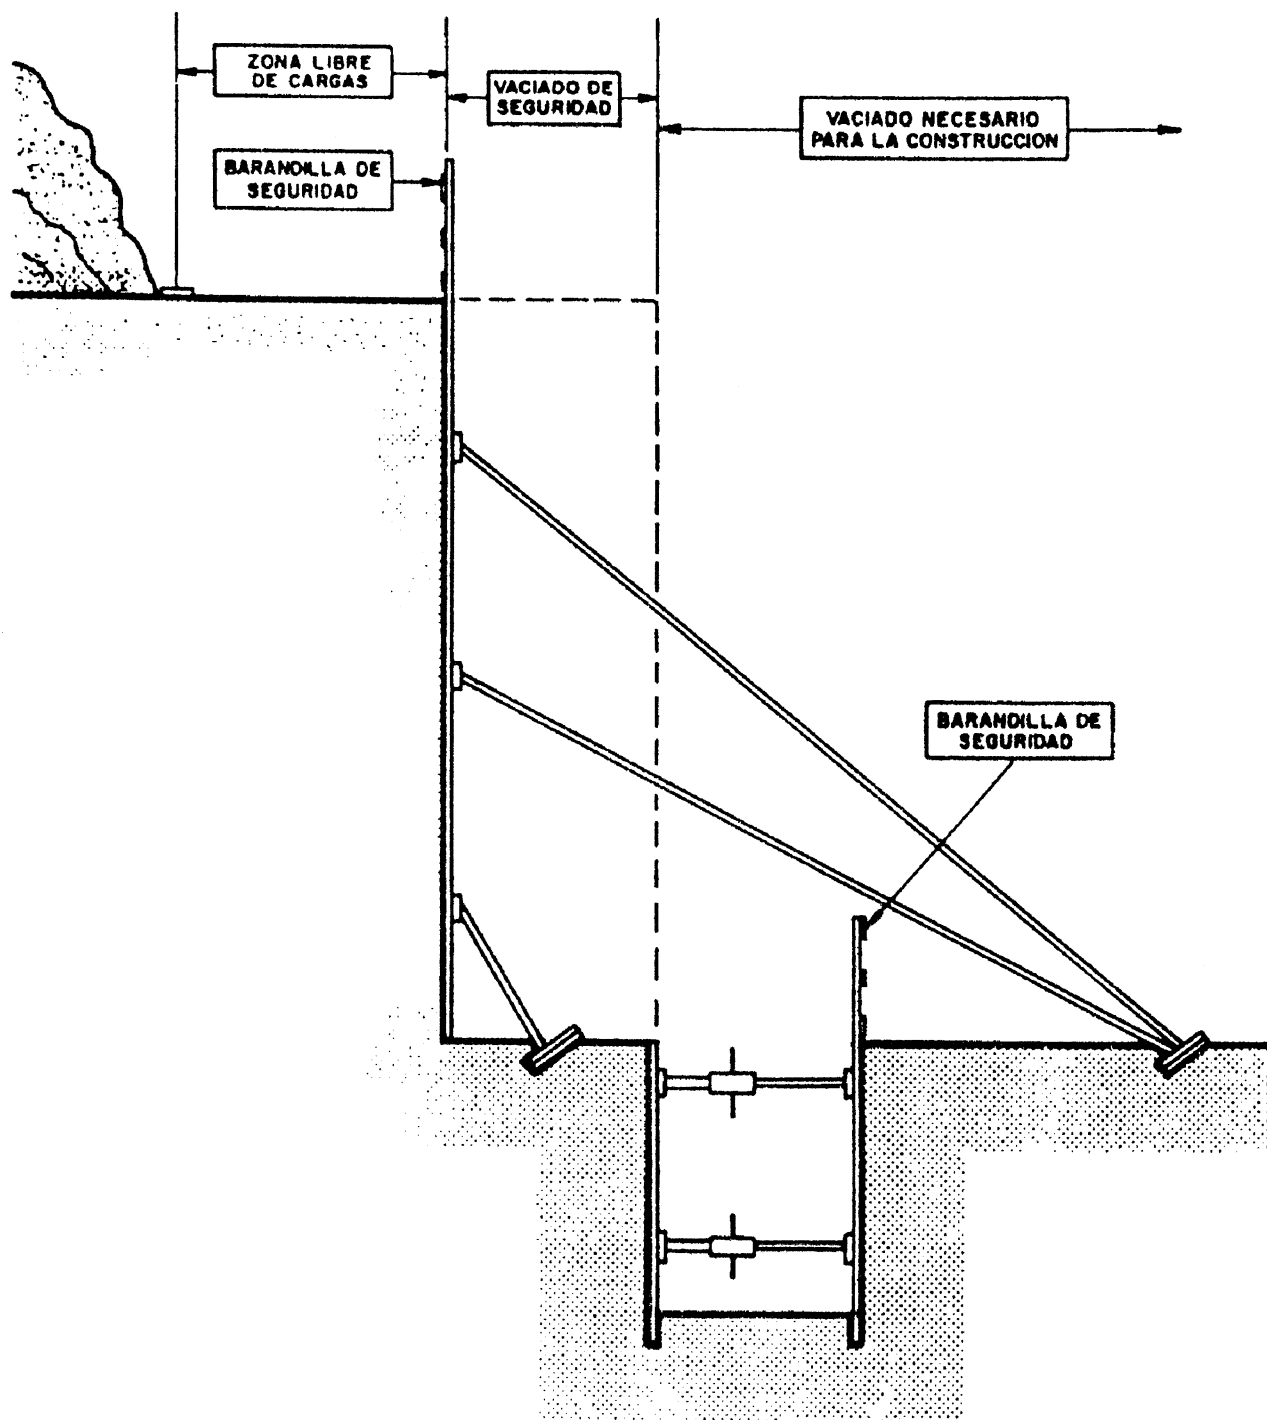 ZONA LIBRE
DE CARGAS
VACIADO DE
SEGURIDAD
VACIADO NECESARIO
PARA LA CONSTRUCCION
BARANDILLA DE
SEGURIDAD
BARANDILLA DE
SEGURIDAD